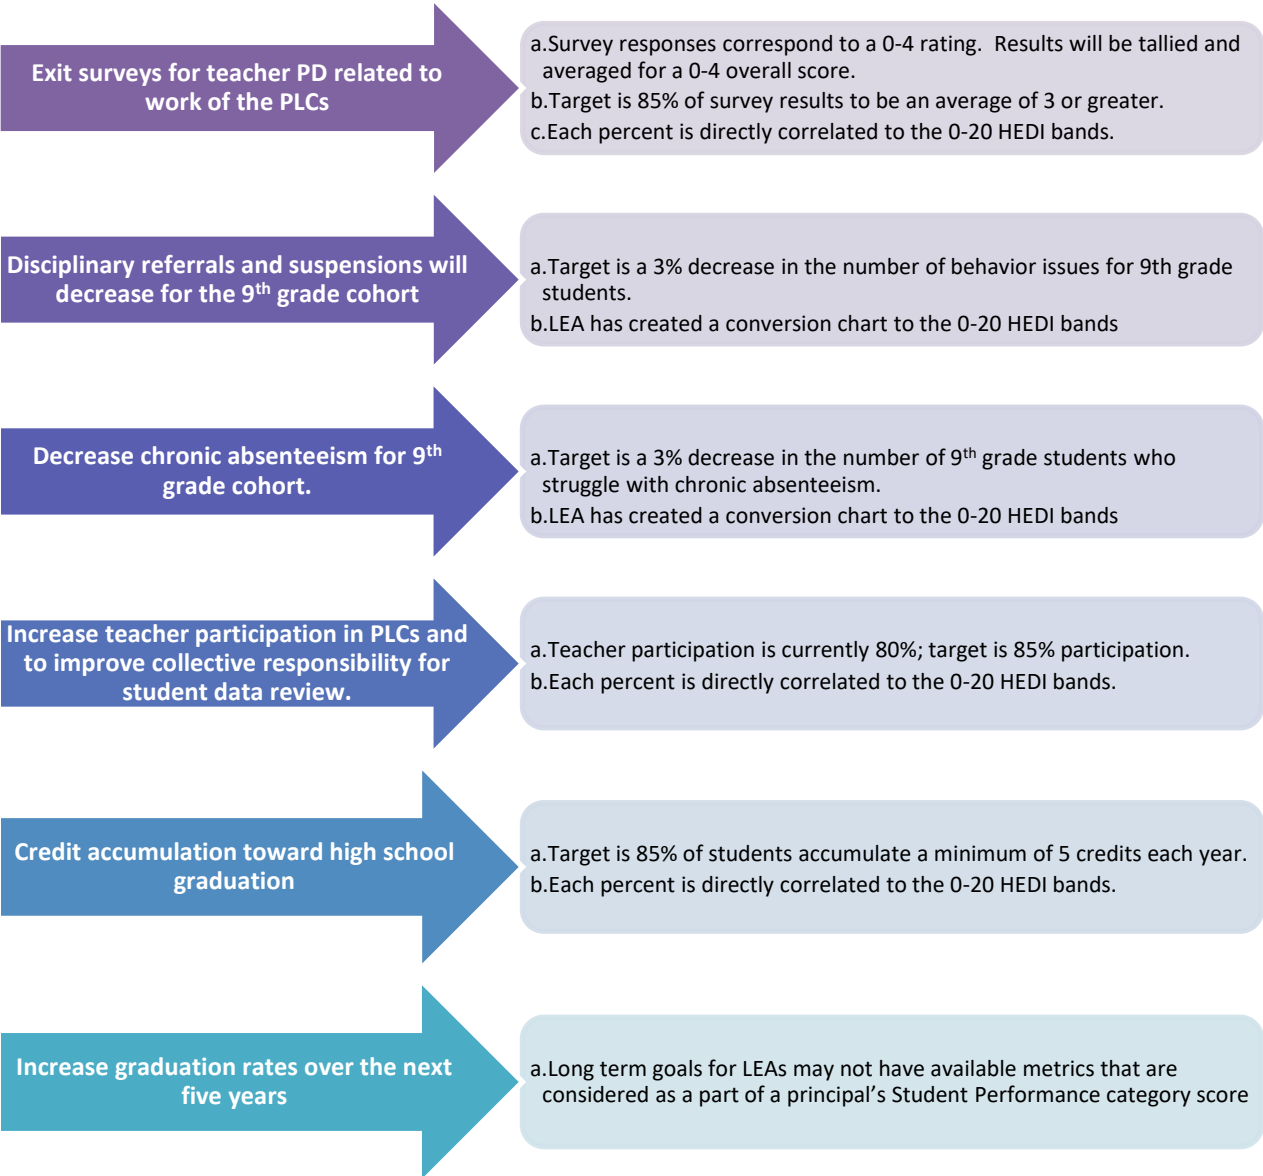 Exit surveys for teacher PD related to
work of the PLCs
a.Survey responses correspond to a 0-4 rating.  Results will be tallied and
averaged for a 0-4 overall score.
b.Target is 85% of survey results to be an average of 3 or greater.
c.Each percent is directly correlated to the 0-20 HEDI bands.
Disciplinary referrals and suspensions will
decrease for the 9th grade cohort
a.Target is a 3% decrease in the number of behavior issues for 9th grade
students.
b.LEA has created a conversion chart to the 0-20 HEDI bands
Decrease chronic absenteeism for 9th
grade cohort.
a.Target is a 3% decrease in the number of 9th grade students who
struggle with chronic absenteeism.
b.LEA has created a conversion chart to the 0-20 HEDI bands
Increase teacher participation in PLCs and
to improve collective responsibility for
student data review.
a.Teacher participation is currently 80%; target is 85% participation.
b.Each percent is directly correlated to the 0-20 HEDI bands.
Credit accumulation toward high school
graduation
a.Target is 85% of students accumulate a minimum of 5 credits each year.
b.Each percent is directly correlated to the 0-20 HEDI bands.
Increase graduation rates over the next
five years
a.Long term goals for LEAs may not have available metrics that are
considered as a part of a principal's Student Performance category score